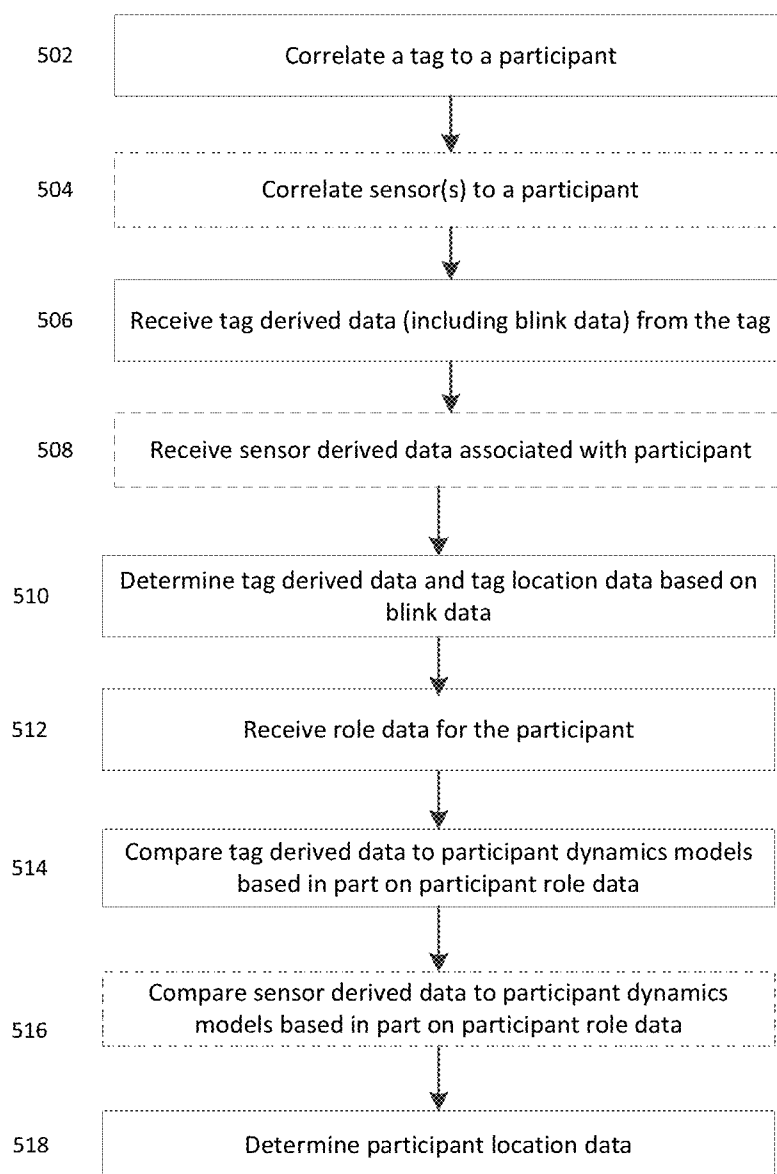 502
Correlate a tag to a participant
504
Correlate sensor(s) to a participant
506
Receive tag derived data (including blink data) from the tag
508
Receive sensor derived data associated with participant
510
Determine tag derived data and tag location data based on
blink data
512
Receive role data for the participant
514
Compare tag derived data to participant dynamics models
based in part on participant role data
516
Compare sensor derived data to participant dynamics
models based in part on participant role data
518
Determine participant location data